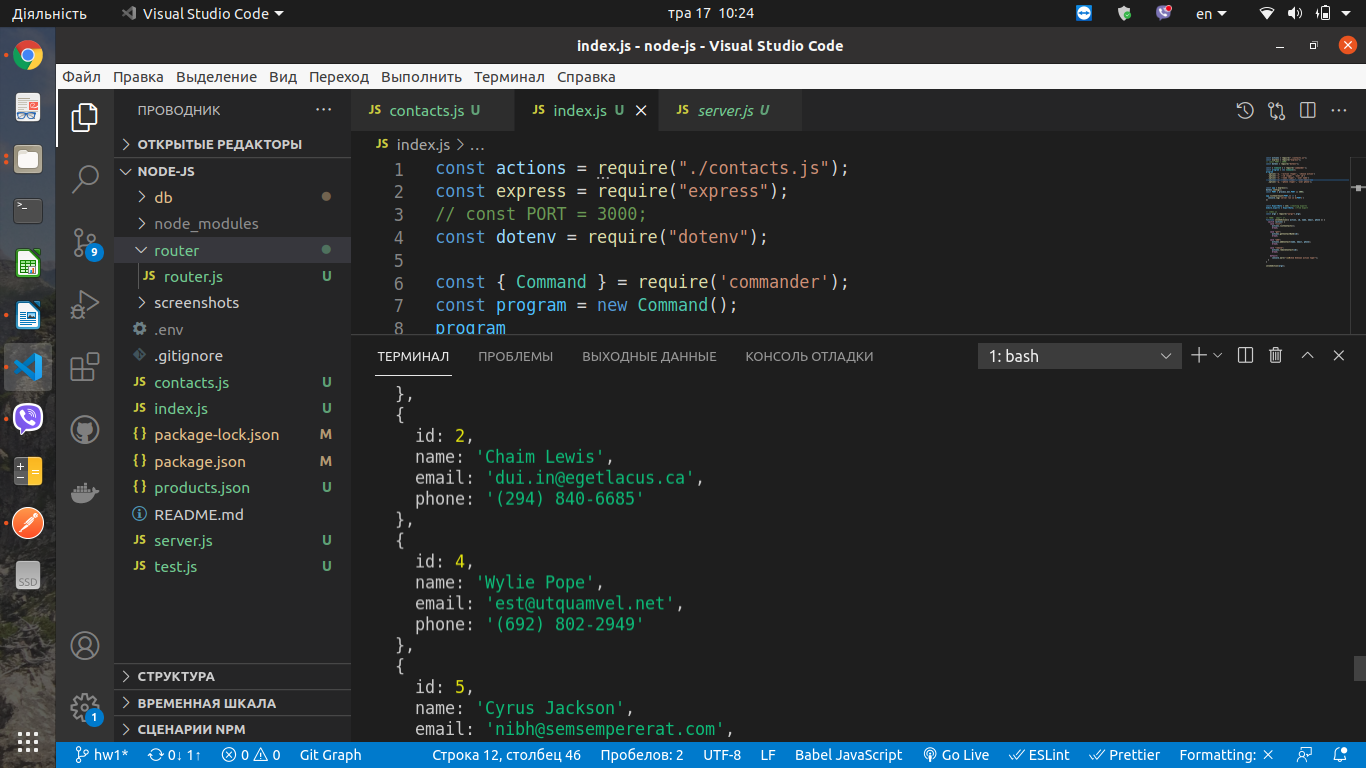 Діяльність
Visual Studio Code
тра 17 10:24
en
index.js - node-js - Visual Studio Code
Файл Правка Выделение Вид Переход Выполнить Терминал Справка
ПРОВОДНИК
ОТКРЫТЫЕ РЕДАКТОРЫ
NODE-JS
db
node_modules
router
JS router.js U
screenshots
.env
.gitignore
JS contacts.js U
JS index.js U
{} package-lock.json M
{} package.json M
{} products.json U
README.md
JS server.js U
JS test.js U
СТРУКТУРА
ВРЕМЕННАЯ ШКАЛА
СЦЕНАРИИ NPM
9
1
SSD
JS contacts.js U
JS index.js U
JS server.js U
JS index.js > ...
1 const actions = require("./contacts.js");
2 const express = require("express");
3 // const PORT = 3000;
4 const dotenv = require("dotenv");
5
6 const { Command } = require('commander');
7 const program = new Command();
8 program
ТЕРМИНАЛ ПРОБЛЕМЫ ВЫХОДНЫЕ ДАННЫЕ КОНСОЛЬ ОТЛАДКИ
1: bash
},
{
id: 2,
name: 'Chaim Lewis',
email: 'dui.in@egetlacus.ca',
phone: '(294) 840-6685'
},
{
id: 4,
name: 'Wylie Pope',
email: 'est@utquamvel.net',
phone: '(692) 802-2949'
},
{
id: 5,
name: 'Cyrus Jackson',
email: 'nibh@semsempererat.com',
hw1* 0↓ 1↑ 0 0 Git Graph Строка 12, столбец 46 Пробелов: 2 UTF-8 LF Babel JavaScript Go Live ESLint Prettier Formatting: ×